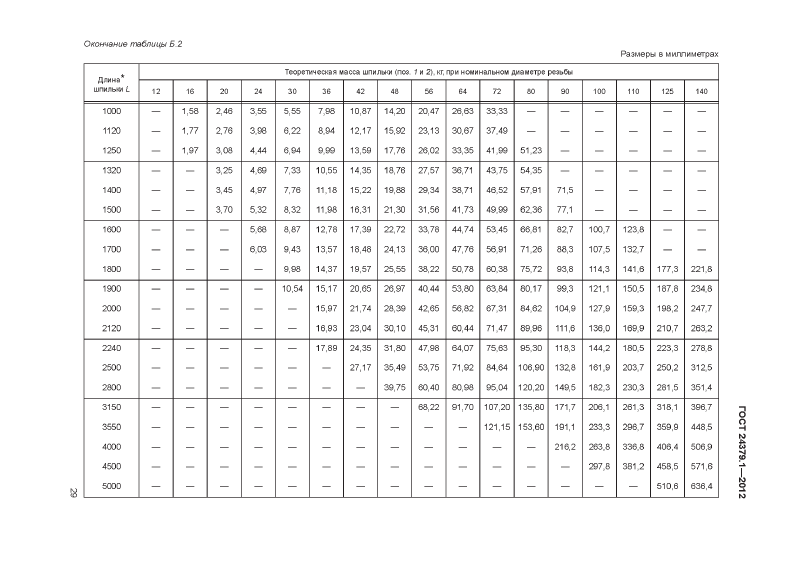 Окончание таблицы Б.2
Размеры в миллиметрах
Длина* шпильки L Теоретическая масса шпильки (поз. 1 и 2), кг, при номинальном диаметре резьбы
12 16 20 24 30 36 42 48 56 64 72 80 90 100 110 125 140
1000 — 1,58 2,46 3,55 5,55 7,98 10,87 14,20 20,47 26,63 33,33 — — — — — —
1120 — 1,77 2,76 3,98 6,22 8,94 12,17 15,92 23,13 30,67 37,49 — — — — — —
1250 — 1,97 3,08 4,44 6,94 9,99 13,59 17,76 26,02 33,35 41,99 51,23 — — — — —
1320 — — 3,25 4,69 7,33 10,55 14,35 18,76 27,57 36,71 43,75 54,35 — — — — —
1400 — — 3,45 4,97 7,76 11,18 15,22 19,88 29,34 38,71 46,52 57,91 71,5 — — — —
1500 — — 3,70 5,32 8,32 11,98 16,31 21,30 31,56 41,73 49,99 62,36 77,1 — — — —
1600 — — — 5,68 8,87 12,78 17,39 22,72 33,78 44,74 53,45 66,81 82,7 100,7 123,8 — —
1700 — — — 6,03 9,43 13,57 18,48 24,13 36,00 47,76 56,91 71,26 88,3 107,5 132,7 — —
1800 — — — — 9,98 14,37 19,57 25,55 38,22 50,78 60,38 75,72 93,8 114,3 141,6 177,3 221,8
1900 — — — — 10,54 15,17 20,65 26,97 40,44 53,80 63,84 80,17 99,3 121,1 150,5 187,8 234,8
2000 — — — — — 15,97 21,74 28,39 42,65 56,82 67,31 84,62 104,9 127,9 159,3 198,2 247,7
2120 — — — — — 16,93 23,04 30,10 45,31 60,44 71,47 89,96 111,6 136,0 169,9 210,7 263,2
2240 — — — — — 17,89 24,35 31,80 47,98 64,07 75,63 95,30 118,3 144,2 180,5 223,3 278,8
2500 — — — — — — 27,17 35,49 53,75 71,92 84,64 106,90 132,8 161,9 203,7 250,2 312,5
2800 — — — — — — — 39,75 60,40 80,98 95,04 120,20 149,5 182,3 230,3 281,5 351,4
3150 — — — — — — — — 68,22 91,70 107,20 135,80 171,7 206,1 261,3 318,1 396,7
3550 — — — — — — — — — — 121,15 153,60 191,1 233,3 296,7 359,9 448,5
4000 — — — — — — — — — — — — 216,2 263,8 336,8 406,4 506,9
4500 — — — — — — — — — — — — — 297,8 381,2 458,5 571,6
5000 — — — — — — — — — — — — — — — 510,6 636,4
ГОСТ 24379.1—2012
29